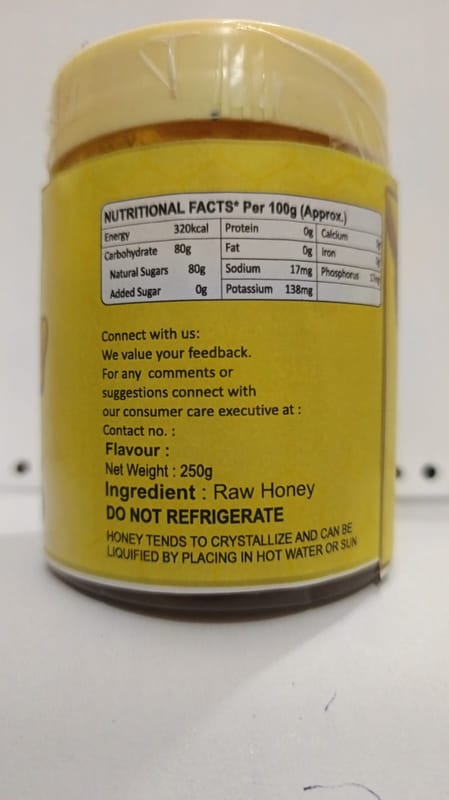 NUTRITIONAL FACTS* Per 100g (Approx.)
Energy 320kcal Protein 0g Calcium
Carbohydrate 80g Fat 0g Iron
Natural Sugars 80g Sodium 17mg Phosphorus
Added Sugar 0g Potassium 138mg
Connect with us:
We value your feedback.
For any comments or
suggestions connect with
our consumer care executive at :
Contact no. :
Flavour :
Net Weight : 250g
Ingredient : Raw Honey
DO NOT REFRIGERATE
HONEY TENDS TO CRYSTALLIZE AND CAN BE
LIQUIFIED BY PLACING IN HOT WATER OR SUN